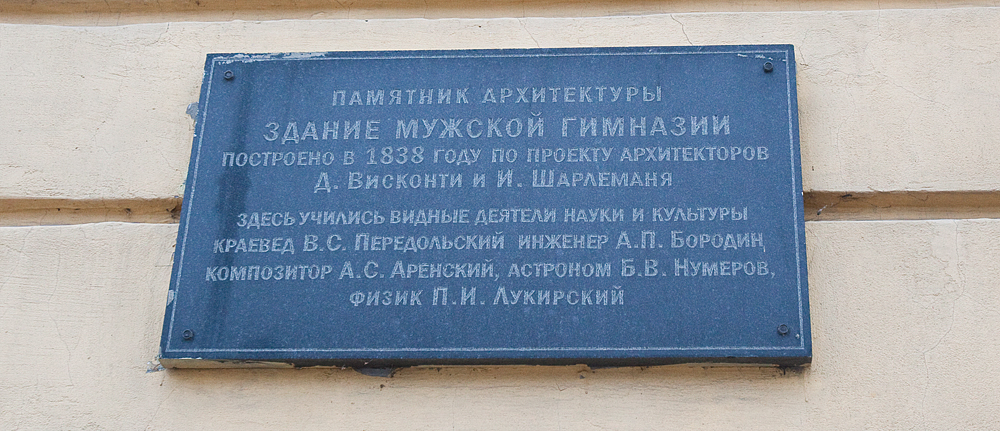 ПАМЯТНИК АРХИТЕКТУРЫ
ЗДАНИЕ МУЖСКОЙ ГИМНАЗИИ
ПОСТРОЕНО В 1838 ГОДУ ПО ПРОЕКТУ АРХИТЕКТОРОВ
Д. ВИСКОНТИ И И. ШАРЛЕМАНЯ
ЗДЕСЬ УЧИЛИСЬ ВИДНЫЕ ДЕЯТЕЛИ НАУКИ И КУЛЬТУРЫ
КРАЕВЕД В.С. ПЕРЕДОЛЬСКИЙ ИНЖЕНЕР А.П. БОРОДИН,
КОМПОЗИТОР А.С. АРЕНСКИЙ, АСТРОНОМ Б.В. НУМЕРОВ,
ФИЗИК П.И. ЛУКИРСКИЙ